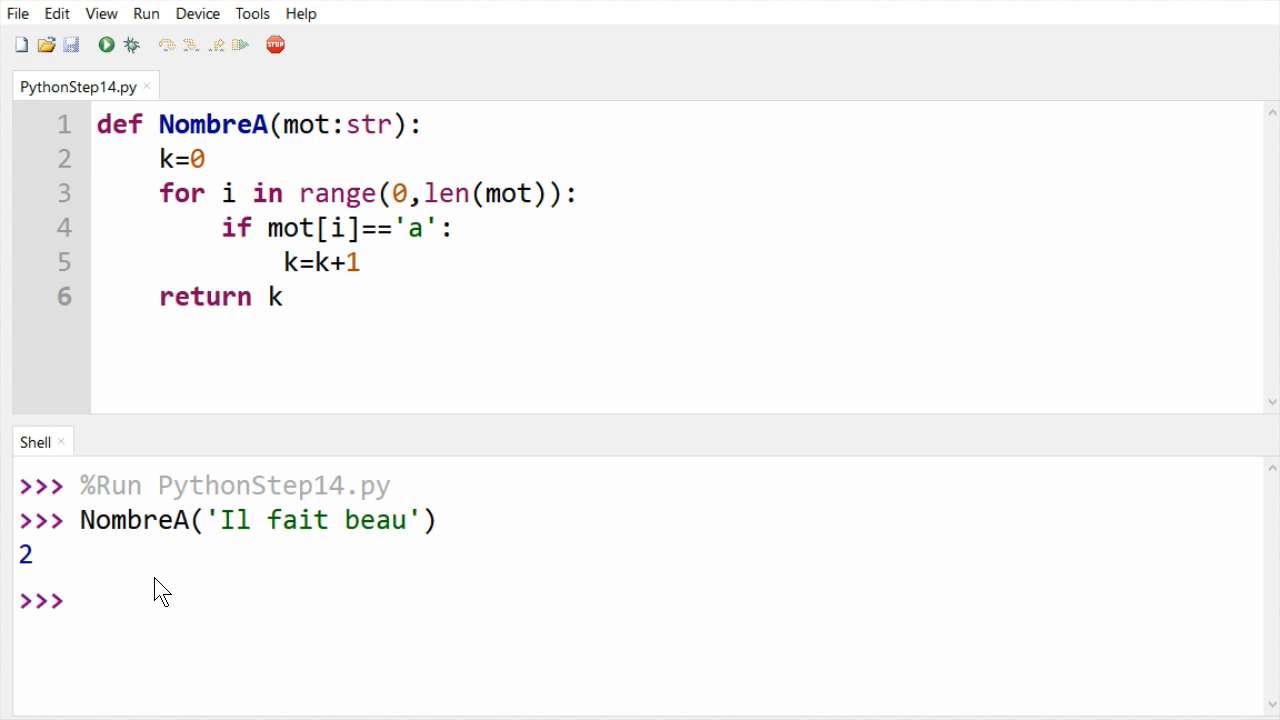 File Edit View Run Device Tools Help
STOP
PythonStep14.py ×
1 def NombreA(mot:str):
2     k=0
3     for i in range(0,len(mot)):
4         if mot[i]=='a':
5             k=k+1
6     return k
Shell ×
>>> %Run PythonStep14.py
>>> NombreA('Il fait beau')
2
>>>